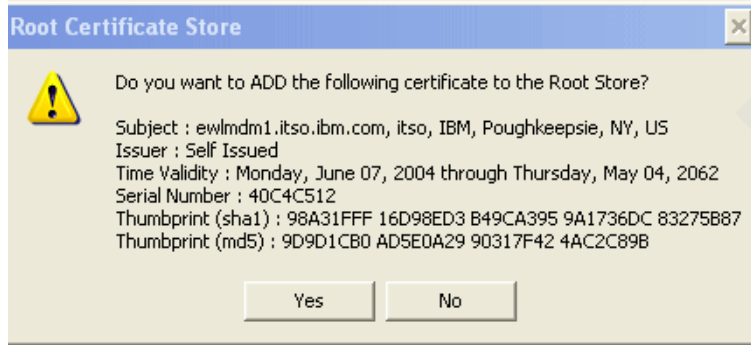 Root Certificate Store
Do you want to ADD the following certificate to the Root Store?
Subject : ewlmdm1.itso.ibm.com, itso, IBM, Poughkeepsie, NY, US
Issuer : Self Issued
Time Validity : Monday, June 07, 2004 through Thursday, May 04, 2062
Serial Number : 40C4C512
Thumbprint (sha1) : 98A31FFF 16D98ED3 B49CA395 9A1736DC 83275B87
Thumbprint (md5) : 9D9D1CB0 AD5E0A29 90317F42 4AC2C89B
Yes No